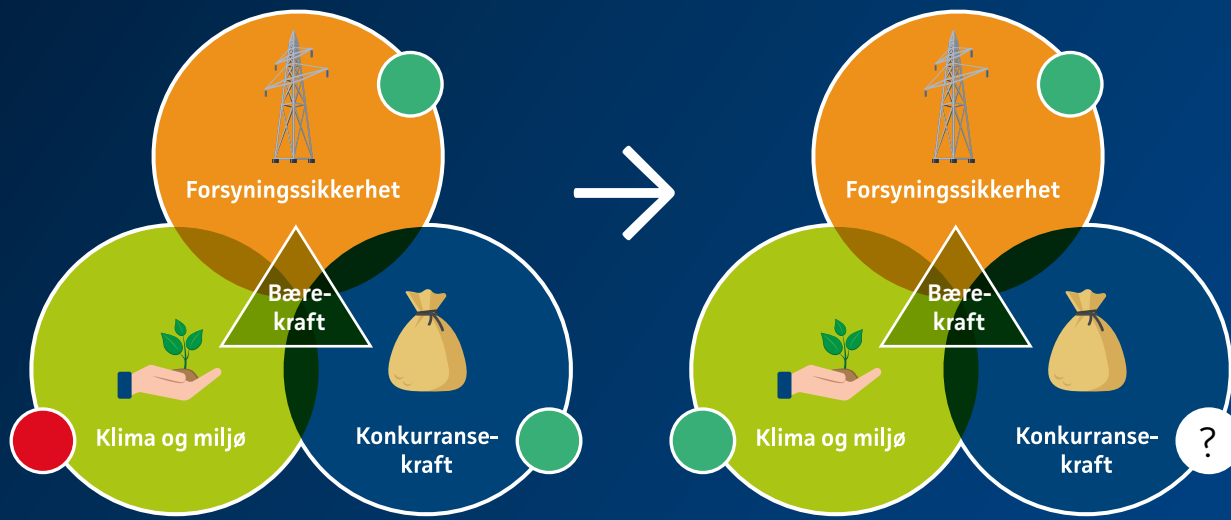 Forsyningssikkerhet
Bære-
kraft
Klima og miljø
Konkurranse-
kraft
Forsyningssikkerhet
Bære-
kraft
Klima og miljø
Konkurranse-
kraft
?